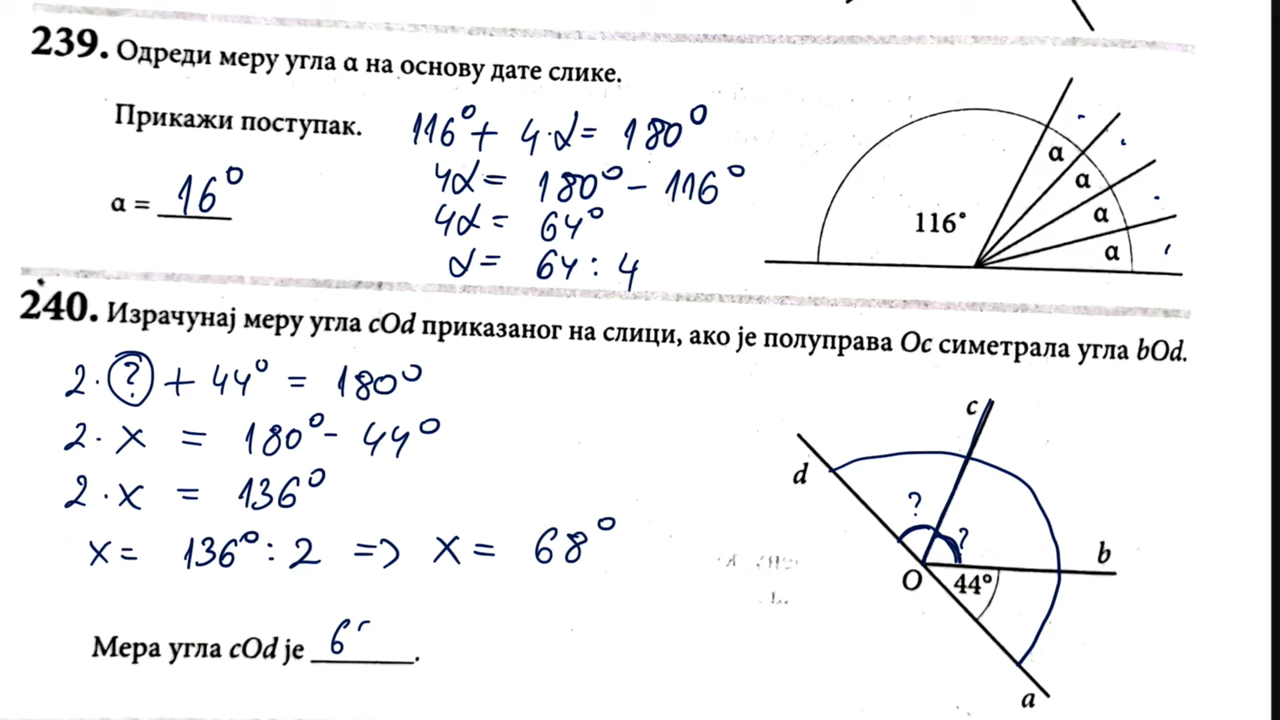 239. Одреди меру угла α на основу дате слике.
Прикажи поступак.
116° + 4·α = 180°
4α = 180° - 116°
4α = 64°
α = 64 : 4
α = 16°
116°
α
α
α
α
240. Израчунај меру угла cOd приказаног на слици, ако је полуправа Oc симетрала угла bOd.
2·? + 44° = 180°
2·x = 180° - 44°
2·x = 136°
x = 136° : 2 => x = 68°
c
d
?
?
b
O
44°
a
Мера угла cOd је 6 .